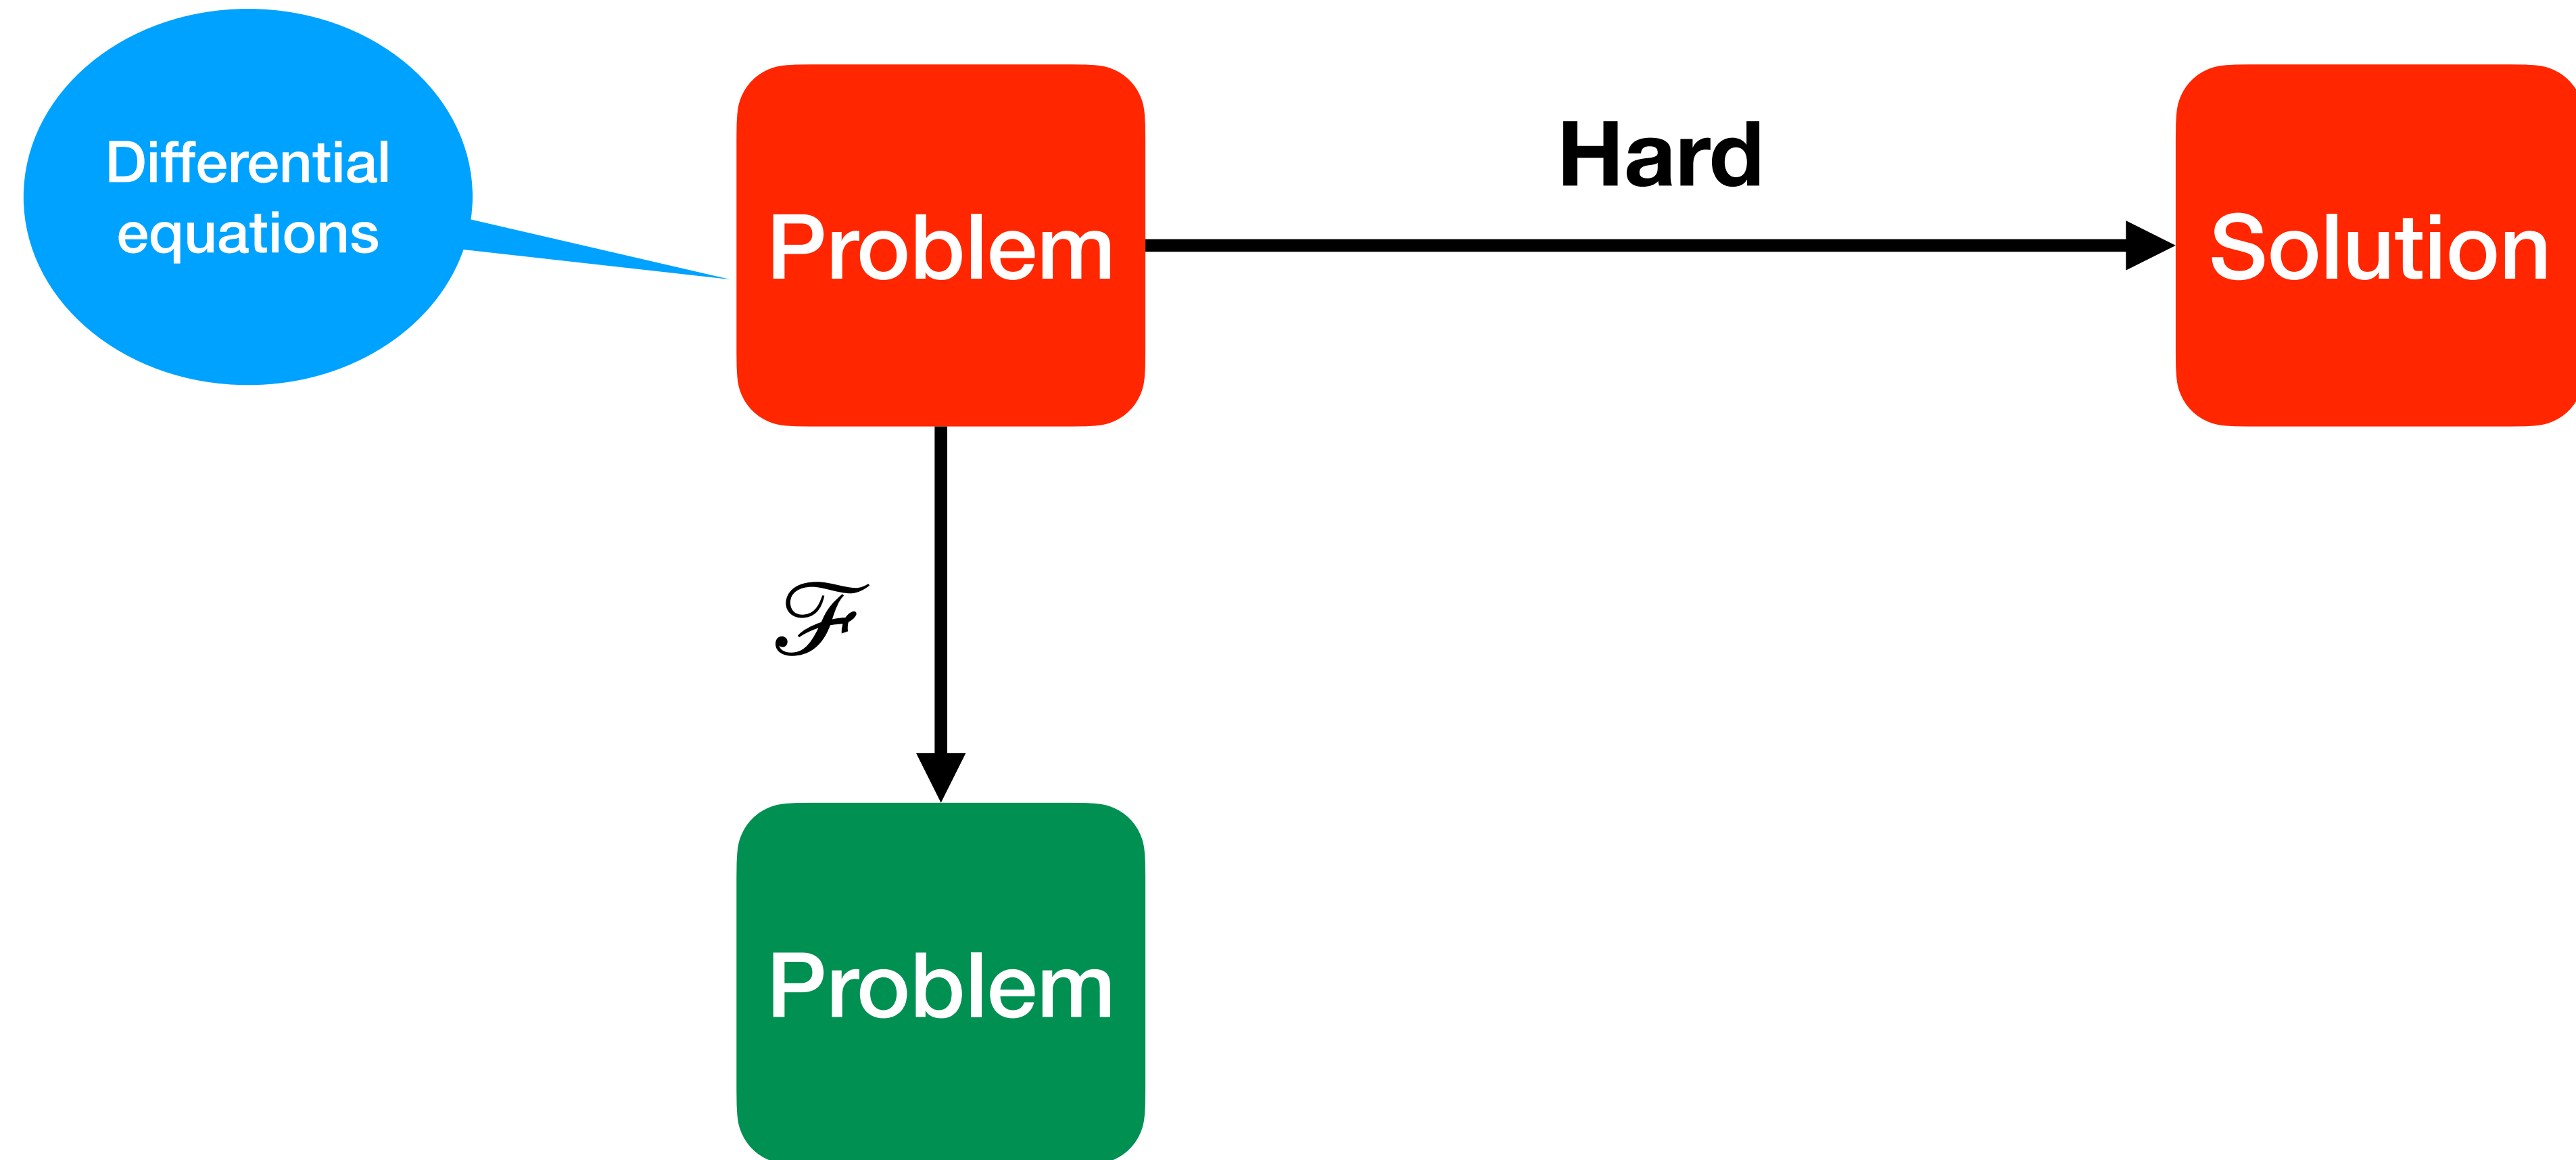 Differential
equations
Problem
Hard
Solution
ℱ
Problem